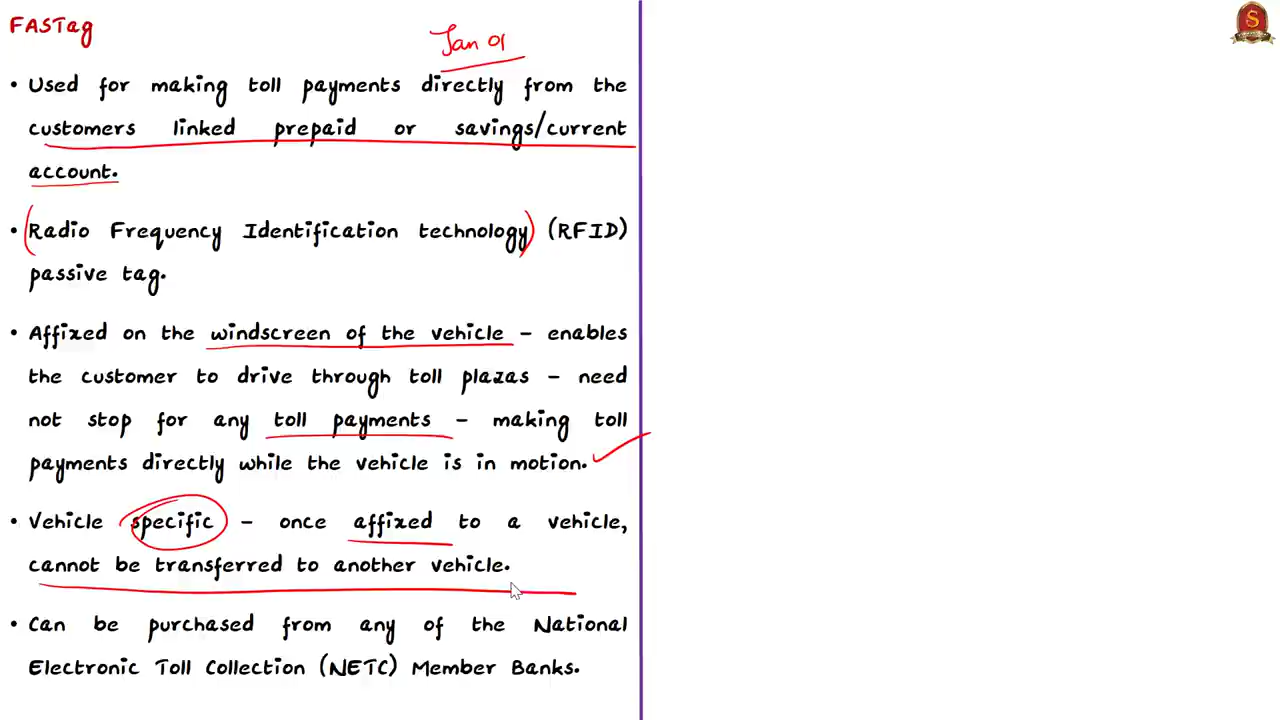 FASTag
Jan 01
• Used for making toll payments directly from the
customers linked prepaid or savings/current
account.
• Radio Frequency Identification technology (RFID)
passive tag.
• Affixed on the windscreen of the vehicle – enables
the customer to drive through toll plazas – need
not stop for any toll payments – making toll
payments directly while the vehicle is in motion.
• Vehicle specific – once affixed to a vehicle,
cannot be transferred to another vehicle.
• Can be purchased from any of the National
Electronic Toll Collection (NETC) Member Banks.
S